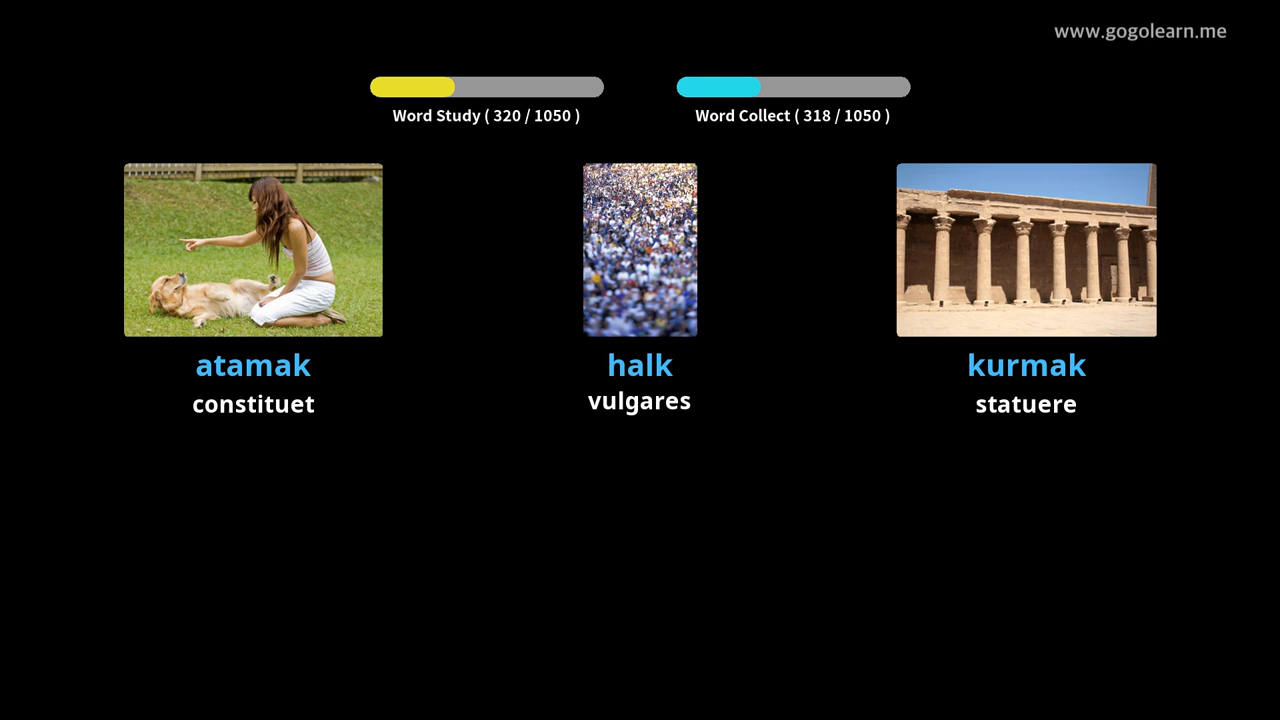 www.gogolearn.me
Word Study ( 320 / 1050 )
Word Collect ( 318 / 1050 )
atamak
constituet
halk
vulgares
kurmak
statuere